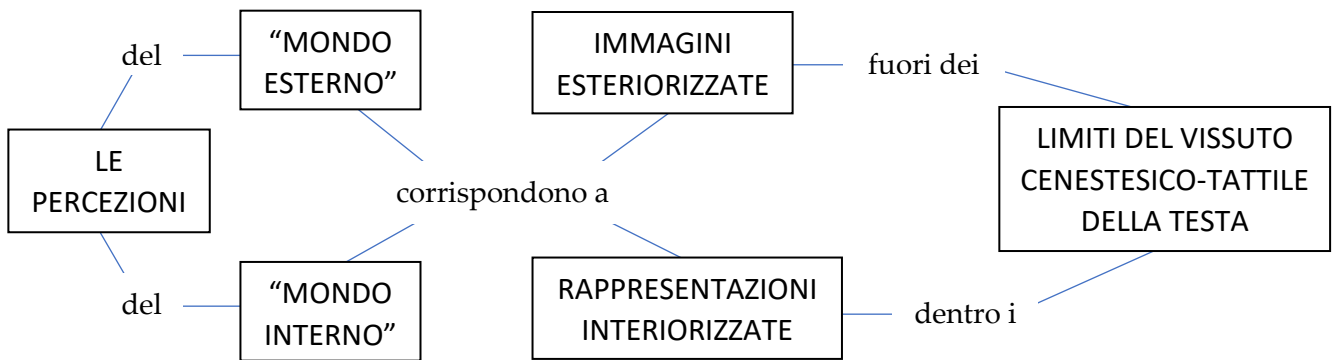 del
“MONDO
ESTERNO”
IMMAGINI
ESTERIORIZZATE
fuori dei
LE
PERCEZIONI
corrispondono a
LIMITI DEL VISSUTO
CENESTESICO-TATTILE
DELLA TESTA
del
“MONDO
INTERNO”
RAPPRESENTAZIONI
INTERIORIZZATE
dentro i